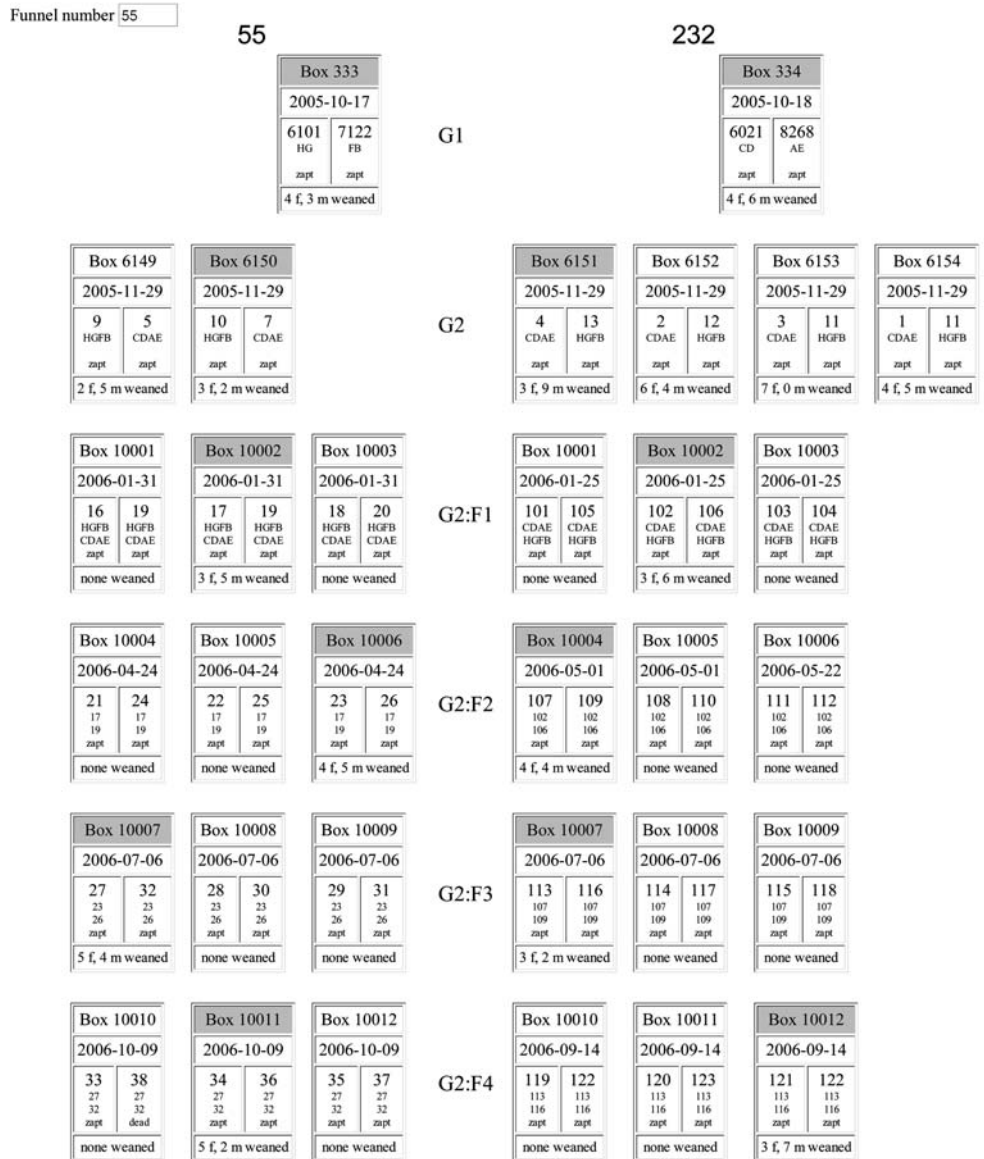 Funnel number 55
55 232
Box 333 Box 334
2005-10-17 2005-10-18
6101 7122 G1 6021 8268
HG FB CD AE
zapt zapt zapt zapt
4 f, 3 m weaned 4 f, 6 m weaned
Box 6149 Box 6150 Box 6151 Box 6152 Box 6153 Box 6154
2005-11-29 2005-11-29 2005-11-29 2005-11-29 2005-11-29 2005-11-29
9 5 10 7 G2 4 13 2 12 3 11 1 11
HGFB CDAE HGFB CDAE CDAE HGFB CDAE HGFB CDAE HGFB CDAE HGFB
zapt zapt zapt zapt zapt zapt zapt zapt zapt zapt zapt zapt
2 f, 5 m weaned 3 f, 2 m weaned 3 f, 9 m weaned 6 f, 4 m weaned 7 f, 0 m weaned 4 f, 5 m weaned
Box 10001 Box 10002 Box 10003 Box 10001 Box 10002 Box 10003
2006-01-31 2006-01-31 2006-01-31 2006-01-25 2006-01-25 2006-01-25
16 19 17 19 18 20 G2:F1 101 105 102 106 103 104
HGFB HGFB HGFB HGFB HGFB HGFB CDAE CDAE CDAE CDAE CDAE CDAE
CDAE CDAE CDAE CDAE CDAE CDAE HGFB HGFB HGFB HGFB HGFB HGFB
zapt zapt zapt zapt zapt zapt zapt zapt zapt zapt zapt zapt
none weaned 3 f, 5 m weaned none weaned none weaned 3 f, 6 m weaned none weaned
Box 10004 Box 10005 Box 10006 Box 10004 Box 10005 Box 10006
2006-04-24 2006-04-24 2006-04-24 2006-05-01 2006-05-01 2006-05-22
21 24 22 25 23 26 G2:F2 107 109 108 110 111 112
17 17 17 17 17 17 102 102 102 102 102 102
19 19 19 19 19 19 106 106 106 106 106 106
zapt zapt zapt zapt zapt zapt zapt zapt zapt zapt zapt zapt
none weaned none weaned 4 f, 5 m weaned 4 f, 4 m weaned none weaned none weaned
Box 10007 Box 10008 Box 10009 Box 10007 Box 10008 Box 10009
2006-07-06 2006-07-06 2006-07-06 2006-07-06 2006-07-06 2006-07-06
27 32 28 30 29 31 G2:F3 113 116 114 117 115 118
23 23 23 23 23 23 107 107 107 107 107 107
26 26 26 26 26 26 109 109 109 109 109 109
zapt zapt zapt zapt zapt zapt zapt zapt zapt zapt zapt zapt
5 f, 4 m weaned none weaned none weaned 3 f, 2 m weaned none weaned none weaned
Box 10010 Box 10011 Box 10012 Box 10010 Box 10011 Box 10012
2006-10-09 2006-10-09 2006-10-09 2006-09-14 2006-09-14 2006-09-14
33 38 34 36 35 37 G2:F4 119 122 120 123 121 122
27 27 27 27 27 27 113 113 113 113 113 113
32 32 32 32 32 32 116 116 116 116 116 116
zapt dead zapt zapt zapt zapt zapt zapt zapt zapt zapt zapt
none weaned 5 f, 2 m weaned none weaned none weaned none weaned 3 f, 7 m weaned